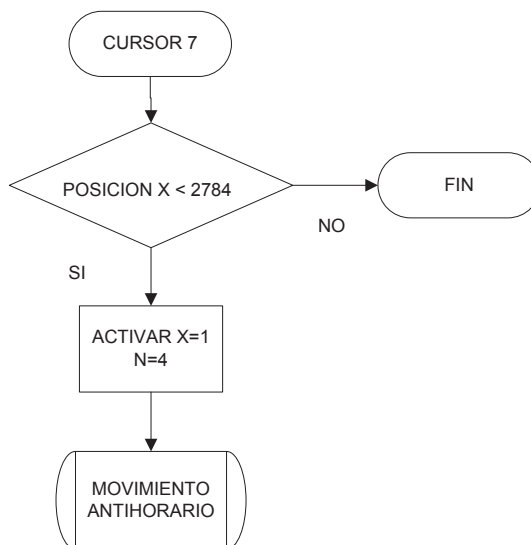 CURSOR 7
POSICION X < 2784
FIN
NO
SI
ACTIVAR X=1
N=4
MOVIMIENTO
ANTIHORARIO